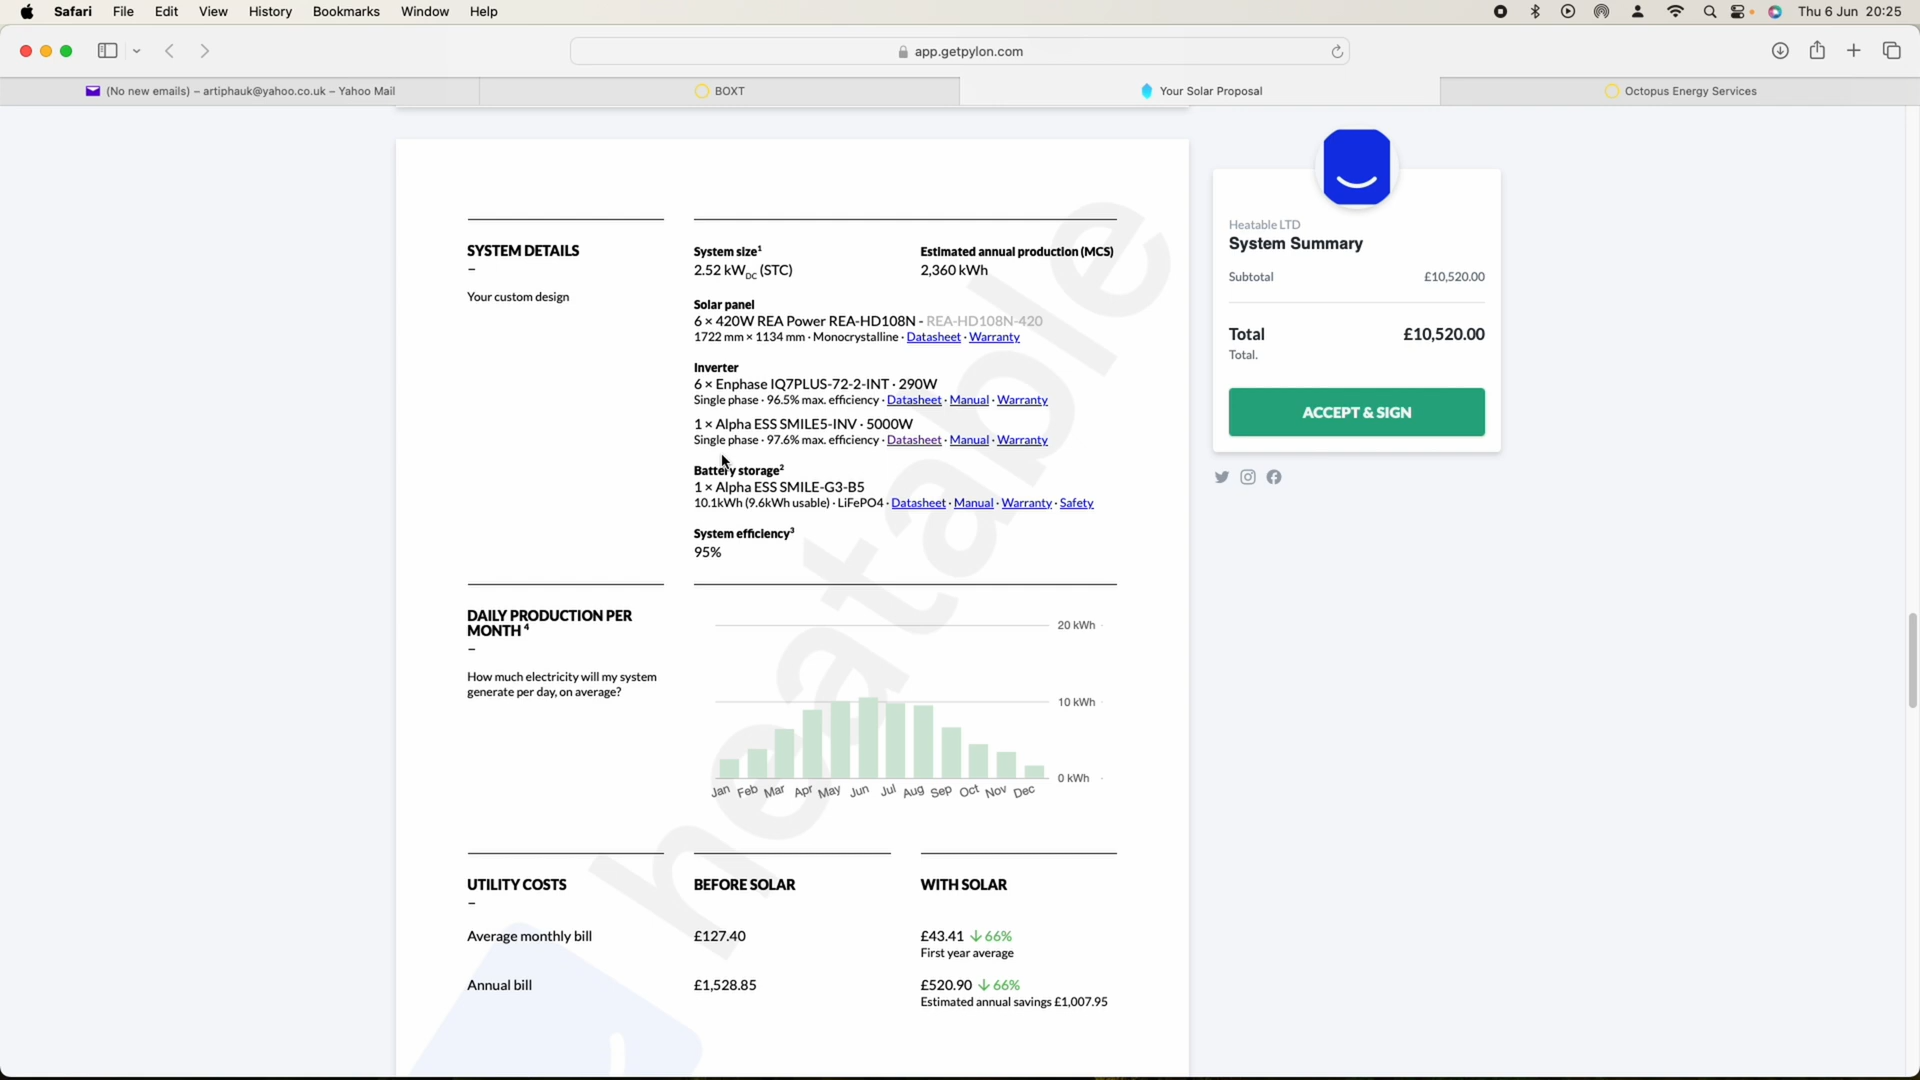 Safari File Edit View History Bookmarks Window Help
Thu 6 Jun 20:25
app.getpylon.com
(No new emails) – artiphauk@yahoo.co.uk – Yahoo Mail
BOXT
Your Solar Proposal
Octopus Energy Services
SYSTEM DETAILS
–
Your custom design
System size¹
2.52 kWDC (STC)
Estimated annual production (MCS)
2,360 kWh
Solar panel
6 × 420W REA Power REA-HD108N - REA-HD108N-420
1722 mm × 1134 mm · Monocrystalline · Datasheet · Warranty
Inverter
6 × Enphase IQ7PLUS-72-2-INT · 290W
Single phase · 96.5% max. efficiency · Datasheet · Manual · Warranty
1 × Alpha ESS SMILE5-INV · 5000W
Single phase · 97.6% max. efficiency · Datasheet · Manual · Warranty
Battery storage²
1 × Alpha ESS SMILE-G3-B5
10.1kWh (9.6kWh usable) · LiFePO4 · Datasheet · Manual · Warranty · Safety
System efficiency³
95%
DAILY PRODUCTION PER
MONTH ⁴
–
How much electricity will my system
generate per day, on average?
20 kWh
10 kWh
0 kWh
Jan Feb Mar Apr May Jun Jul Aug Sep Oct Nov Dec
UTILITY COSTS
–
BEFORE SOLAR
WITH SOLAR
Average monthly bill
£127.40
£43.41 ↓ 66%
First year average
Annual bill
£1,528.85
£520.90 ↓ 66%
Estimated annual savings £1,007.95
heatable
Heatable LTD
System Summary
Subtotal £10,520.00
Total £10,520.00
Total.
ACCEPT & SIGN